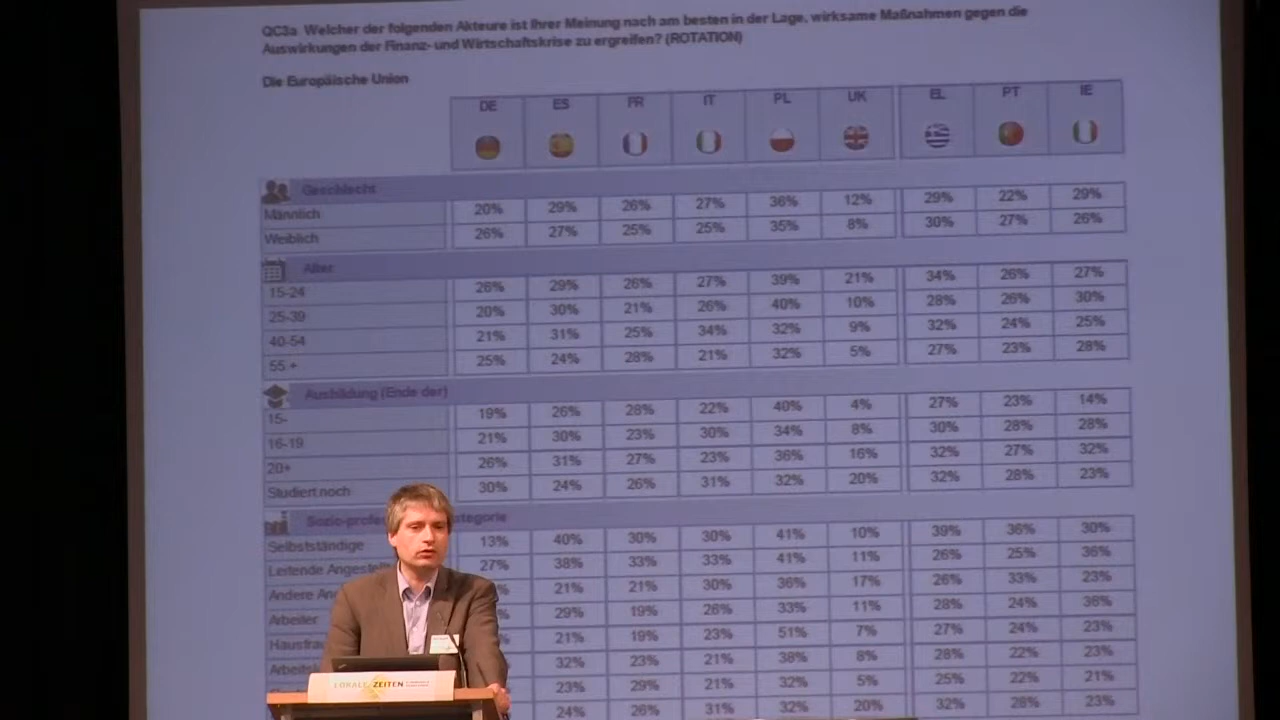 QC3a Welcher der folgenden Akteure ist Ihrer Meinung nach am besten in der Lage, wirksame Maßnahmen gegen die
Auswirkungen der Finanz- und Wirtschaftskrise zu ergreifen? (ROTATION)
Die Europäische Union
DE ES FR IT PL UK EL PT IE
Geschlecht
Männlich 20% 29% 26% 27% 36% 12% 29% 22% 29%
Weiblich 26% 27% 25% 25% 35% 8% 30% 27% 26%
Alter
15-24 26% 29% 26% 27% 39% 21% 34% 26% 27%
25-39 20% 30% 21% 26% 40% 10% 28% 26% 30%
40-54 21% 31% 25% 34% 32% 9% 32% 24% 25%
55 + 25% 24% 28% 21% 32% 5% 27% 23% 28%
Ausbildung (Ende der)
15- 19% 26% 28% 22% 40% 4% 27% 23% 14%
16-19 21% 30% 23% 30% 34% 8% 30% 28% 28%
20+ 26% 31% 27% 23% 36% 16% 32% 27% 32%
Studiert noch 30% 24% 26% 31% 32% 20% 32% 28% 23%
Selbstständige 13% 40% 30% 30% 41% 10% 39% 36% 30%
Leitende 27% 38% 33% 33% 41% 11% 26% 25% 36%
Andere 21% 21% 30% 36% 17% 26% 33% 23%
Arbeiter 29% 19% 26% 33% 11% 28% 24% 36%
21% 19% 23% 51% 7% 27% 24% 23%
32% 23% 21% 38% 8% 28% 22% 23%
23% 29% 21% 32% 5% 25% 22% 21%
24% 26% 31% 32% 20% 32% 28% 23%
ZEITEN